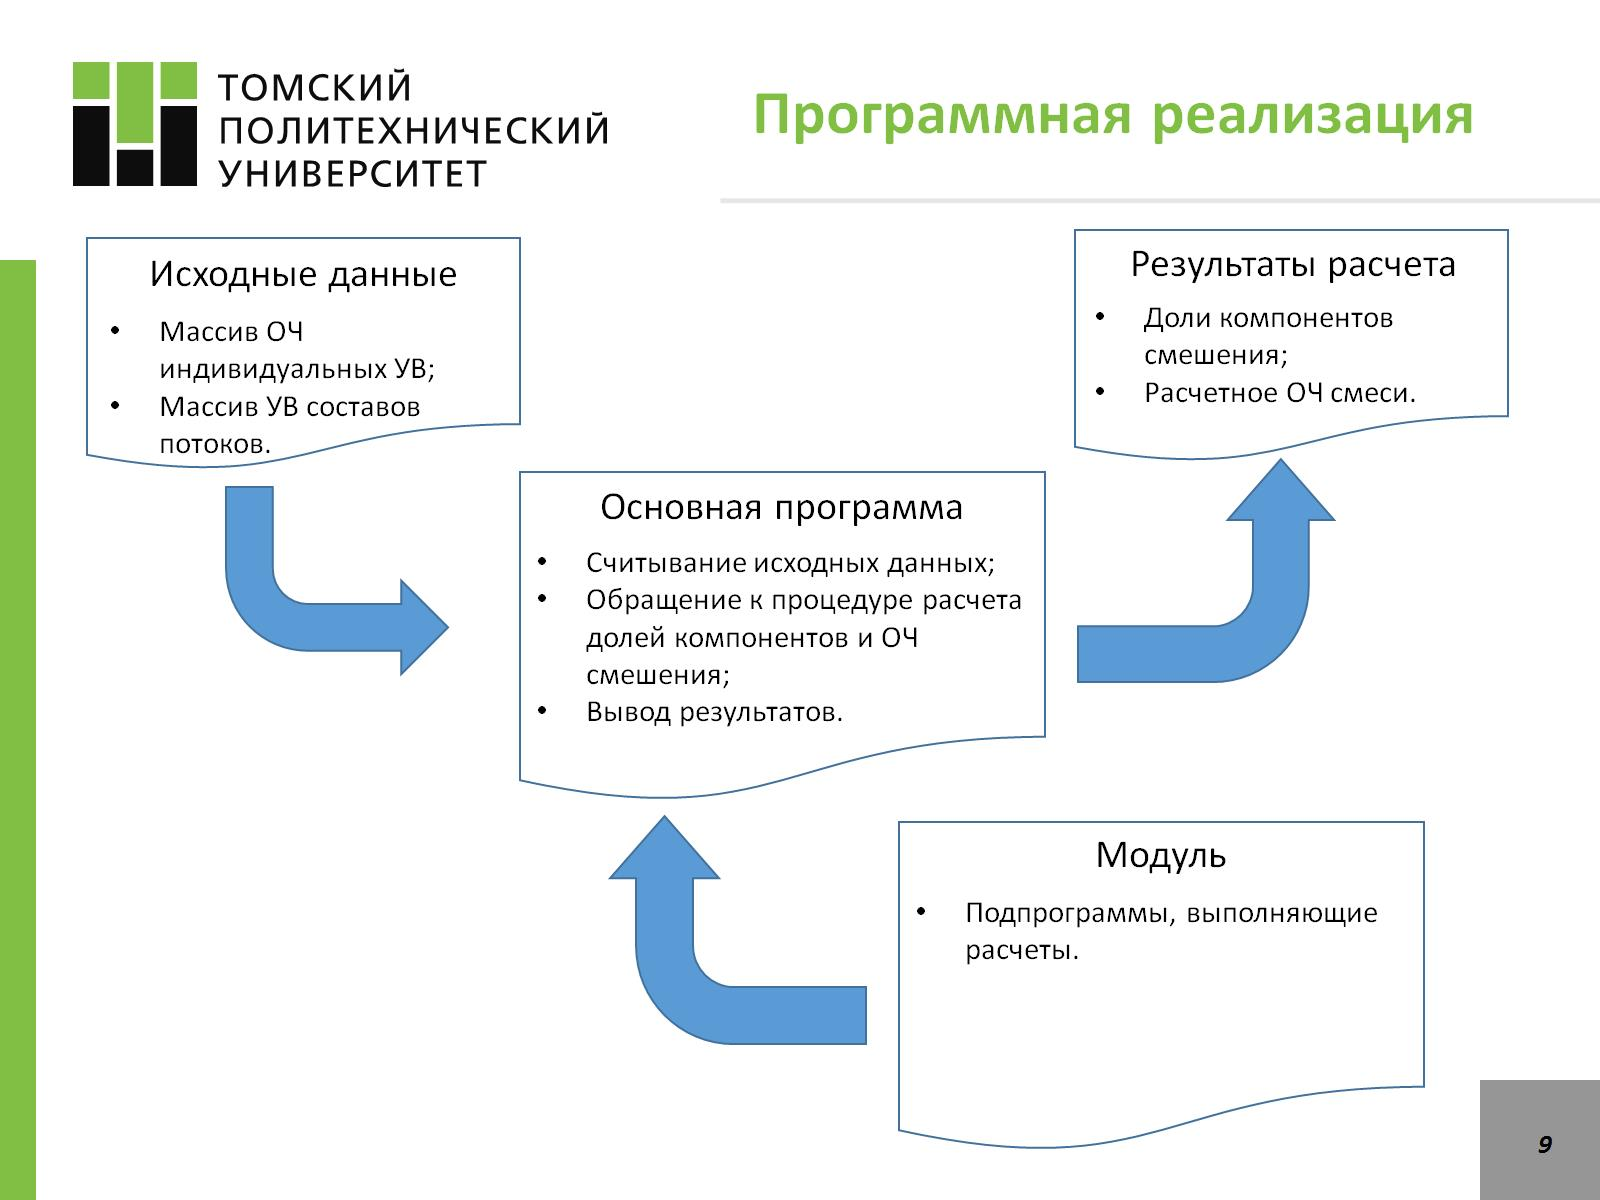 ТОМСКИЙ
ПОЛИТЕХНИЧЕСКИЙ
УНИВЕРСИТЕТ
Программная реализация
Исходные данные
• Массив ОЧ
индивидуальных УВ;
• Массив УВ составов
потоков.
Результаты расчета
• Доли компонентов
смешения;
• Расчетное ОЧ смеси.
Основная программа
• Считывание исходных данных;
• Обращение к процедуре расчета
долей компонентов и ОЧ
смешения;
• Вывод результатов.
Модуль
• Подпрограммы, выполняющие
расчеты.
9